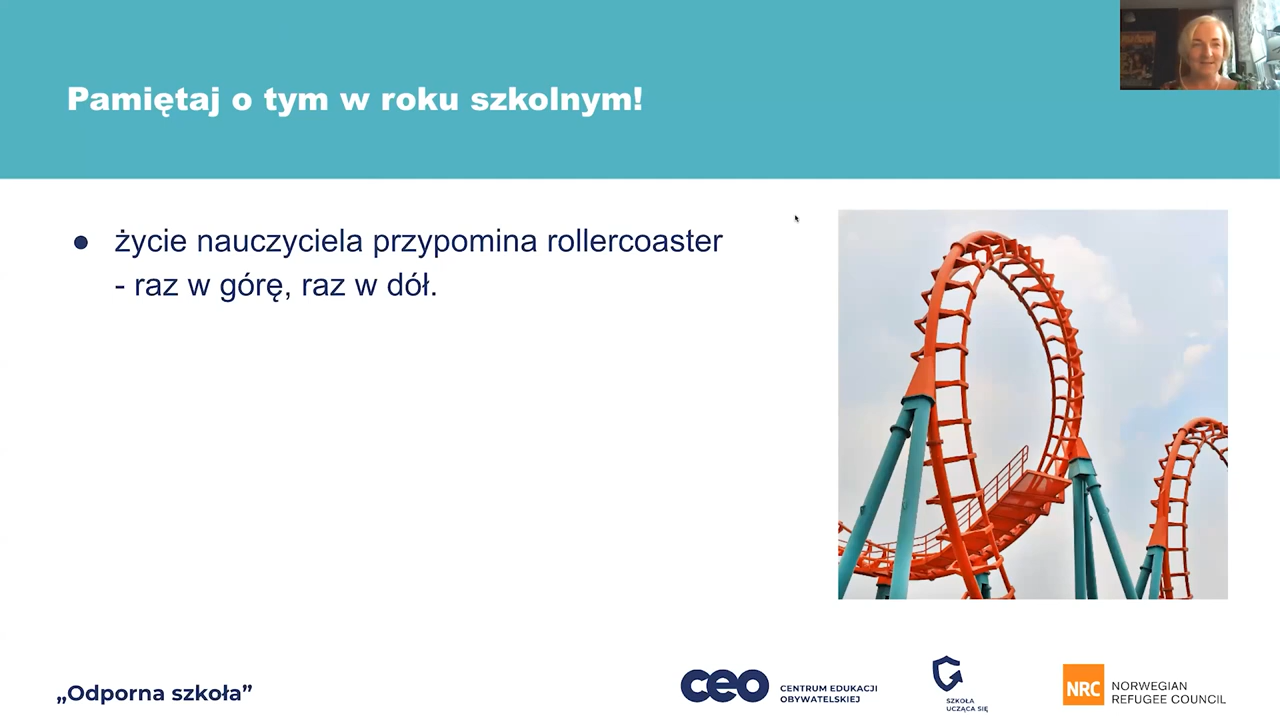 Pamiętaj o tym w roku szkolnym!
● życie nauczyciela przypomina rollercoaster
- raz w górę, raz w dół.
„Odporna szkoła”
ceo
CENTRUM EDUKACJI
OBYWATELSKIEJ
SZKOŁA
UCZĄCA SIĘ
NRC
NORWEGIAN
REFUGEE COUNCIL